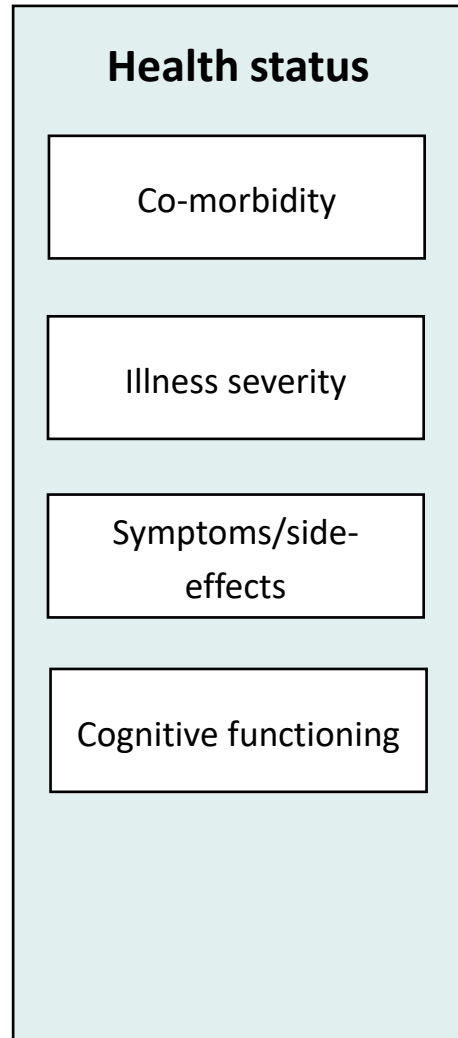 Health status
Co-morbidity
Illness severity
Symptoms/side-
effects
Cognitive functioning